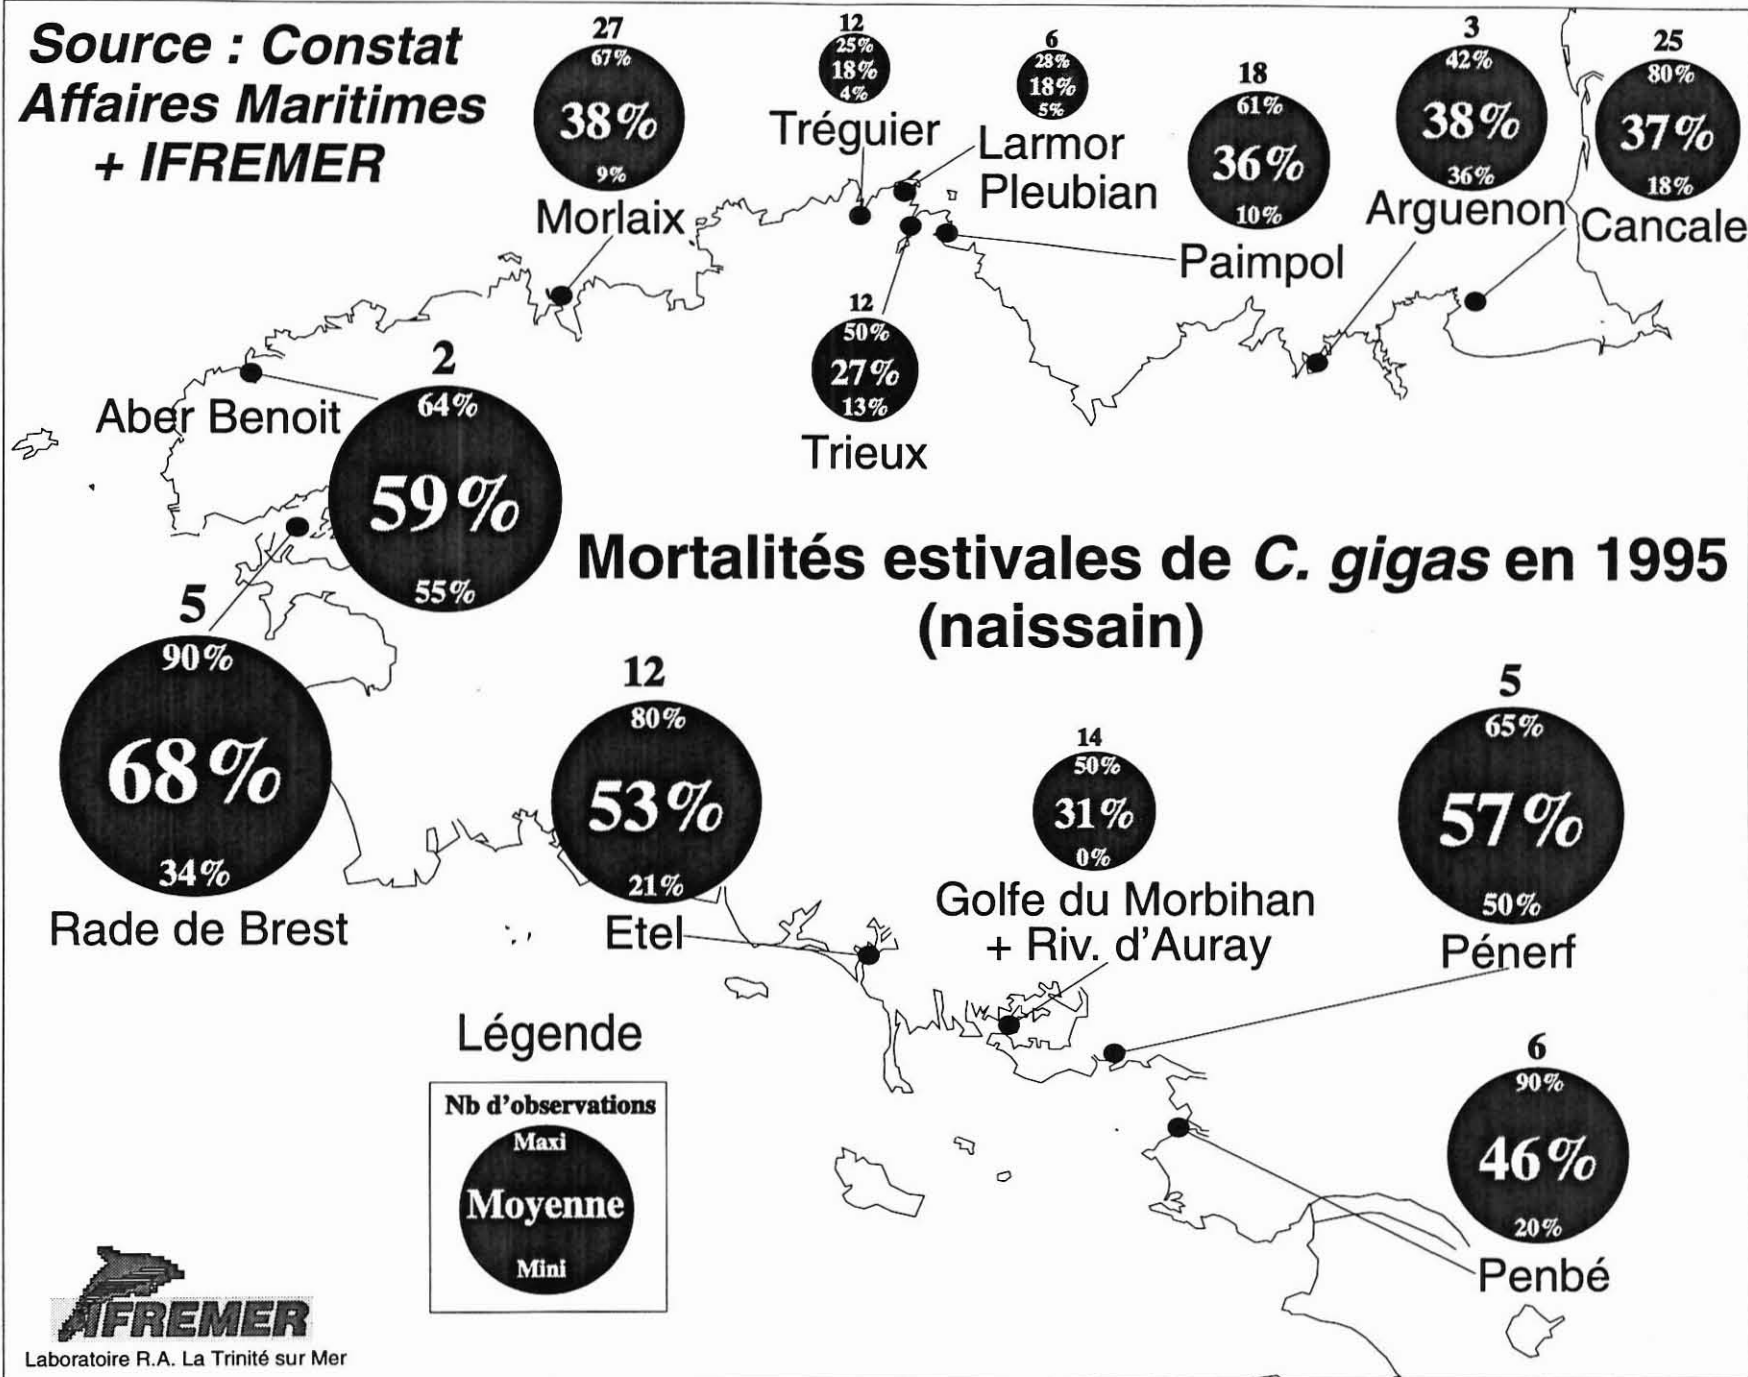 Source : Constat
Affaires Maritimes
+ IFREMER
27
67%
38%
9%
Morlaix
12
25%
18%
4%
Tréguier
6
28%
18%
5%
Larmor
Pleubian
18
61%
36%
10%
Paimpol
3
42%
38%
36%
Arguenon
25
80%
37%
18%
Cancale
12
50%
27%
13%
Trieux
2
64%
59%
55%
Aber Benoit
Mortalités estivales de C. gigas en 1995
(naissain)
5
90%
68%
34%
Rade de Brest
12
80%
53%
21%
Etel
14
50%
31%
0%
Golfe du Morbihan
+ Riv. d'Auray
5
65%
57%
50%
Pénerf
6
90%
46%
20%
Penbé
Légende
Nb d'observations
Maxi
Moyenne
Mini
IFREMER
Laboratoire R.A. La Trinité sur Mer